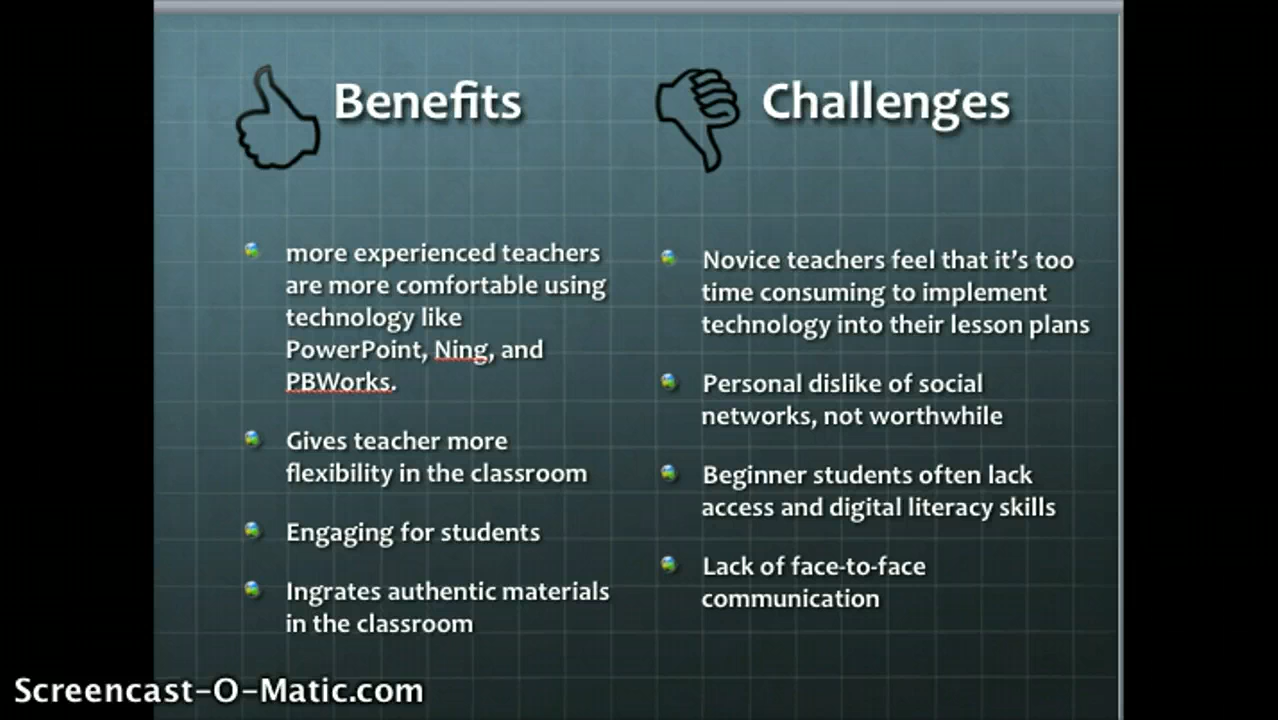 Benefits
more experienced teachers
are more comfortable using
technology like
PowerPoint, Ning, and
PBWorks.
Gives teacher more
flexibility in the classroom
Engaging for students
Ingrates authentic materials
in the classroom
Challenges
Novice teachers feel that it’s too
time consuming to implement
technology into their lesson plans
Personal dislike of social
networks, not worthwhile
Beginner students often lack
access and digital literacy skills
Lack of face-to-face
communication
Screencast-O-Matic.com